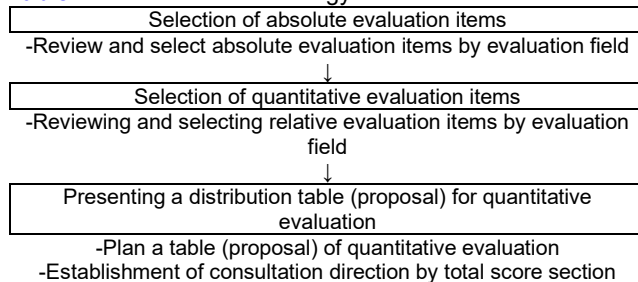 Selection of absolute evaluation items
-Review and select absolute evaluation items by evaluation field
↓
Selection of quantitative evaluation items
-Reviewing and selecting relative evaluation items by evaluation
field
↓
Presenting a distribution table (proposal) for quantitative
evaluation
-Plan a table (proposal) of quantitative evaluation
-Establishment of consultation direction by total score section